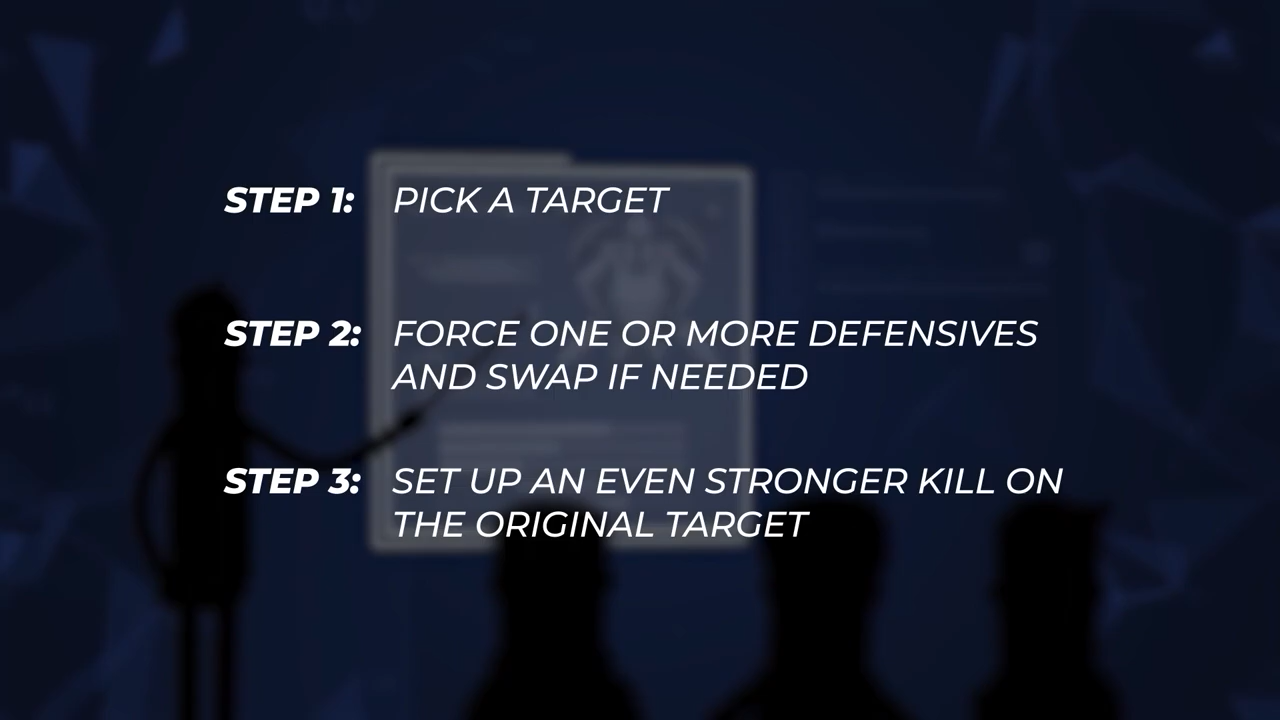 STEP 1: PICK A TARGET
STEP 2: FORCE ONE OR MORE DEFENSIVES
AND SWAP IF NEEDED
STEP 3: SET UP AN EVEN STRONGER KILL ON
THE ORIGINAL TARGET